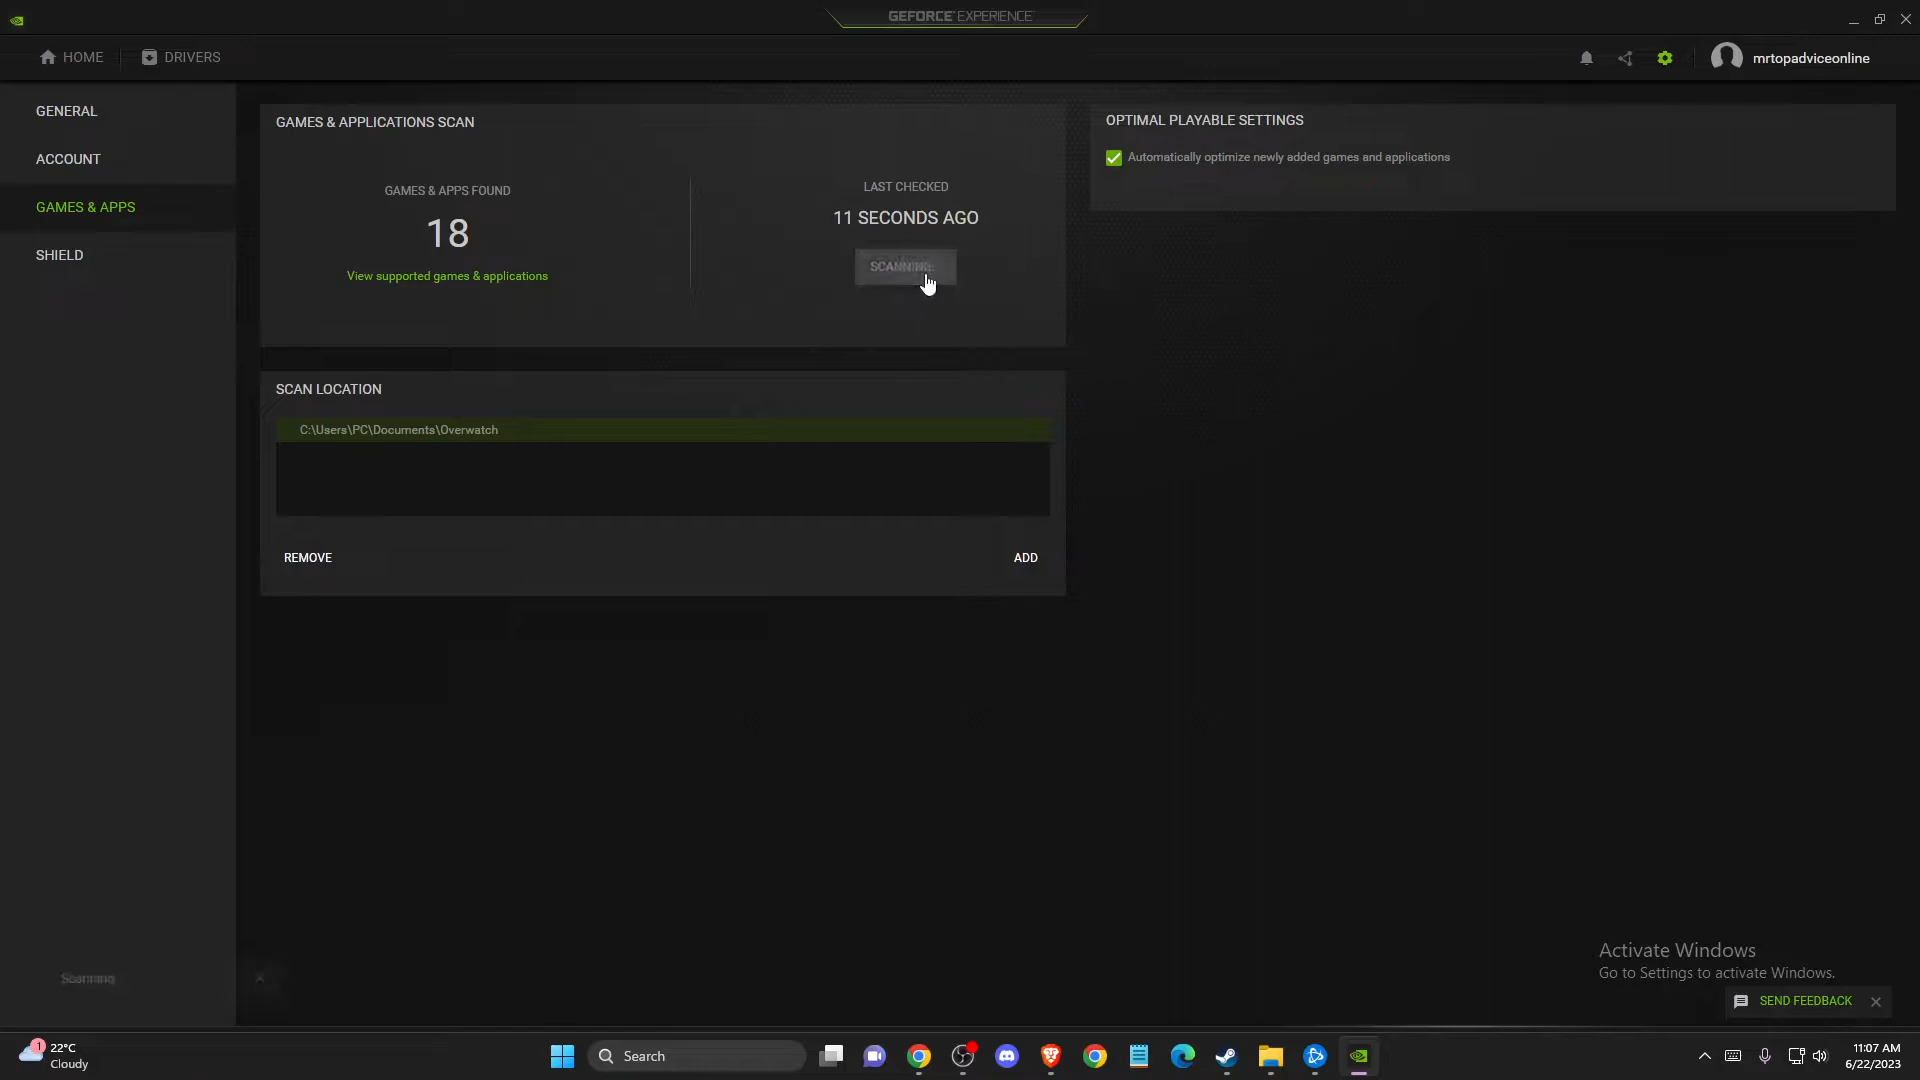 GEFORCE EXPERIENCE
HOME
DRIVERS
mrtopadviceonline
GENERAL
ACCOUNT
GAMES & APPS
SHIELD
GAMES & APPLICATIONS SCAN
GAMES & APPS FOUND
18
View supported games & applications
LAST CHECKED
11 SECONDS AGO
OPTIMAL PLAYABLE SETTINGS
Automatically optimize newly added games and applications
SCAN LOCATION
C:\Users\PC\Documents\Overwatch
REMOVE
ADD
Scanning
Activate Windows
Go to Settings to activate Windows.
SEND FEEDBACK
1
22°C
Cloudy
Search
11:07 AM
6/22/2023